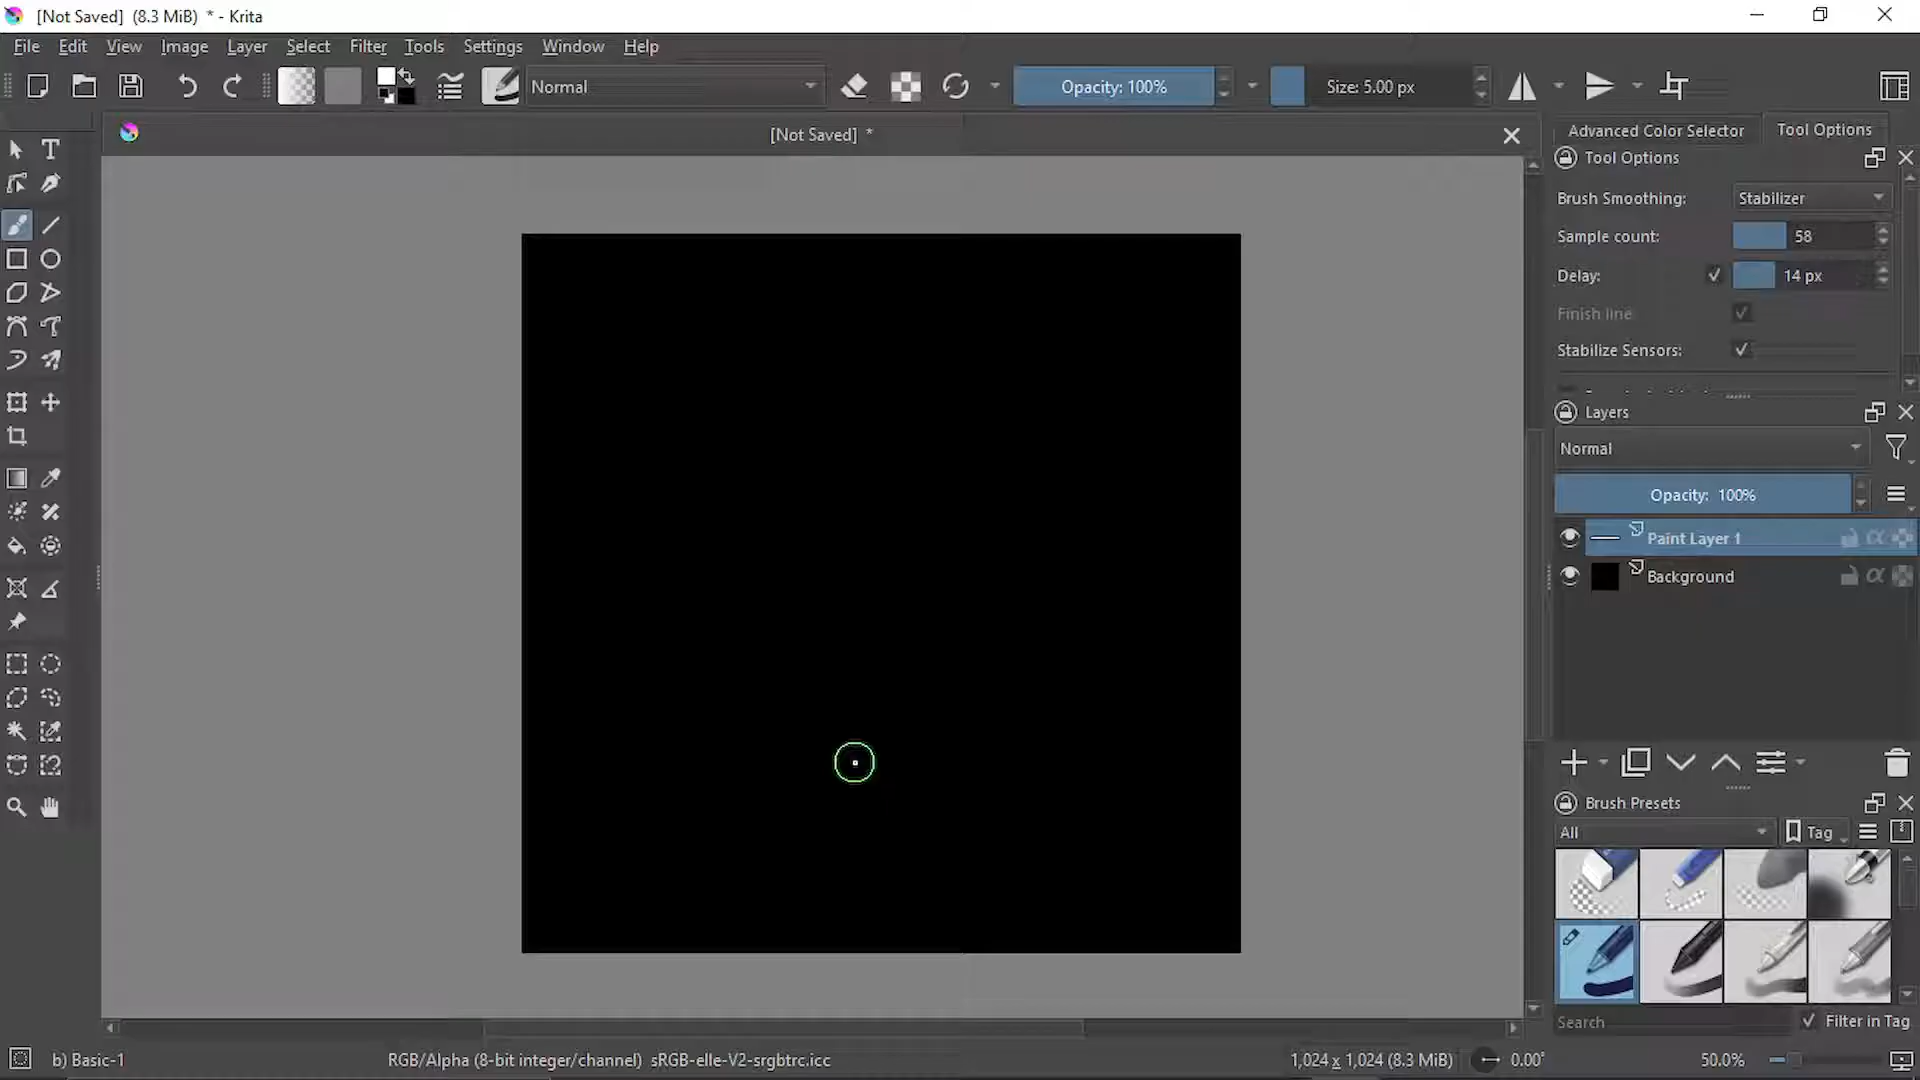 [Not Saved]  (8.3 MiB)  * - Krita
File Edit View Image Layer Select Filter Tools Settings Window Help
Normal Opacity: 100% Size: 5.00 px
[Not Saved]  *
Advanced Color Selector Tool Options
Tool Options
Brush Smoothing: Stabilizer
Sample count: 58
Delay: 14 px
Finish line
Stabilize Sensors:
Layers
Normal
Opacity:  100%
Paint Layer 1
Background
Brush Presets
All Tag
Search Filter in Tag
b) Basic-1 RGB/Alpha (8-bit integer/channel)  sRGB-elle-V2-srgbtrc.icc 1,024 x 1,024 (8.3 MiB) 0.00° 50.0%